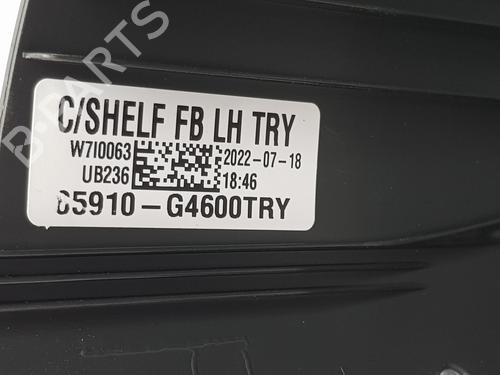 C/SHELF FB LH TRY
W7I0063 2022-07-18
UB236 18:46
85910-G4600TRY
B-PARTS